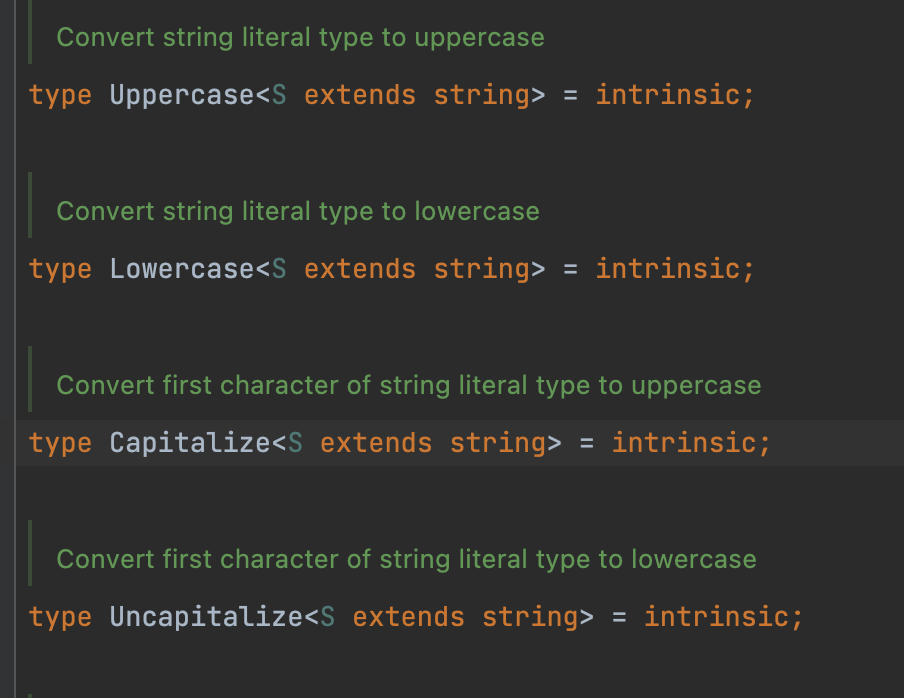 Convert string literal type to uppercase
type Uppercase<S extends string> = intrinsic;
Convert string literal type to lowercase
type Lowercase<S extends string> = intrinsic;
Convert first character of string literal type to uppercase
type Capitalize<S extends string> = intrinsic;
Convert first character of string literal type to lowercase
type Uncapitalize<S extends string> = intrinsic;